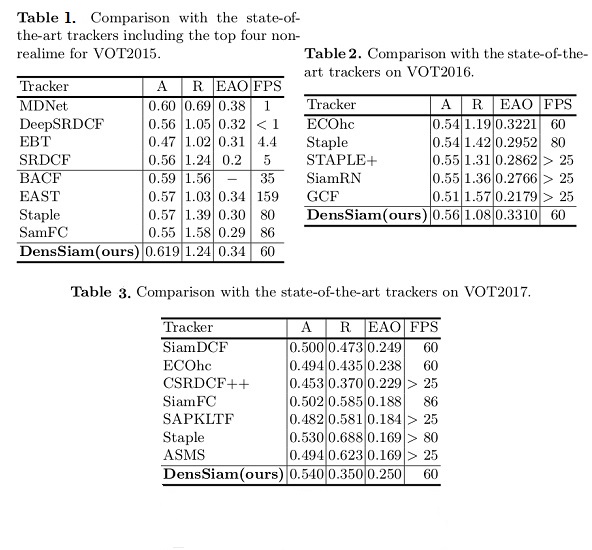 Table 1. Comparison with the state-of-
the-art trackers including the top four non-
realime for VOT2015.
Tracker A R EAO FPS
MDNet 0.60 0.69 0.38 1
DeepSRDCF 0.56 1.05 0.32 < 1
EBT 0.47 1.02 0.31 4.4
SRDCF 0.56 1.24 0.2 5
BACF 0.59 1.56 – 35
EAST 0.57 1.03 0.34 159
Staple 0.57 1.39 0.30 80
SamFC 0.55 1.58 0.29 86
DensSiam(ours) 0.619 1.24 0.34 60
Table 2. Comparison with the state-of-the-
art trackers on VOT2016.
Tracker A R EAO FPS
ECOhc 0.54 1.19 0.3221 60
Staple 0.54 1.42 0.2952 80
STAPLE+ 0.55 1.31 0.2862 > 25
SiamRN 0.55 1.36 0.2766 > 25
GCF 0.51 1.57 0.2179 > 25
DensSiam(ours) 0.56 1.08 0.3310 60
Table 3. Comparison with the state-of-the-art trackers on VOT2017.
Tracker A R EAO FPS
SiamDCF 0.500 0.473 0.249 60
ECOhc 0.494 0.435 0.238 60
CSRDCF++ 0.453 0.370 0.229 > 25
SiamFC 0.502 0.585 0.188 86
SAPKLTF 0.482 0.581 0.184 > 25
Staple 0.530 0.688 0.169 > 80
ASMS 0.494 0.623 0.169 > 25
DensSiam(ours) 0.540 0.350 0.250 60